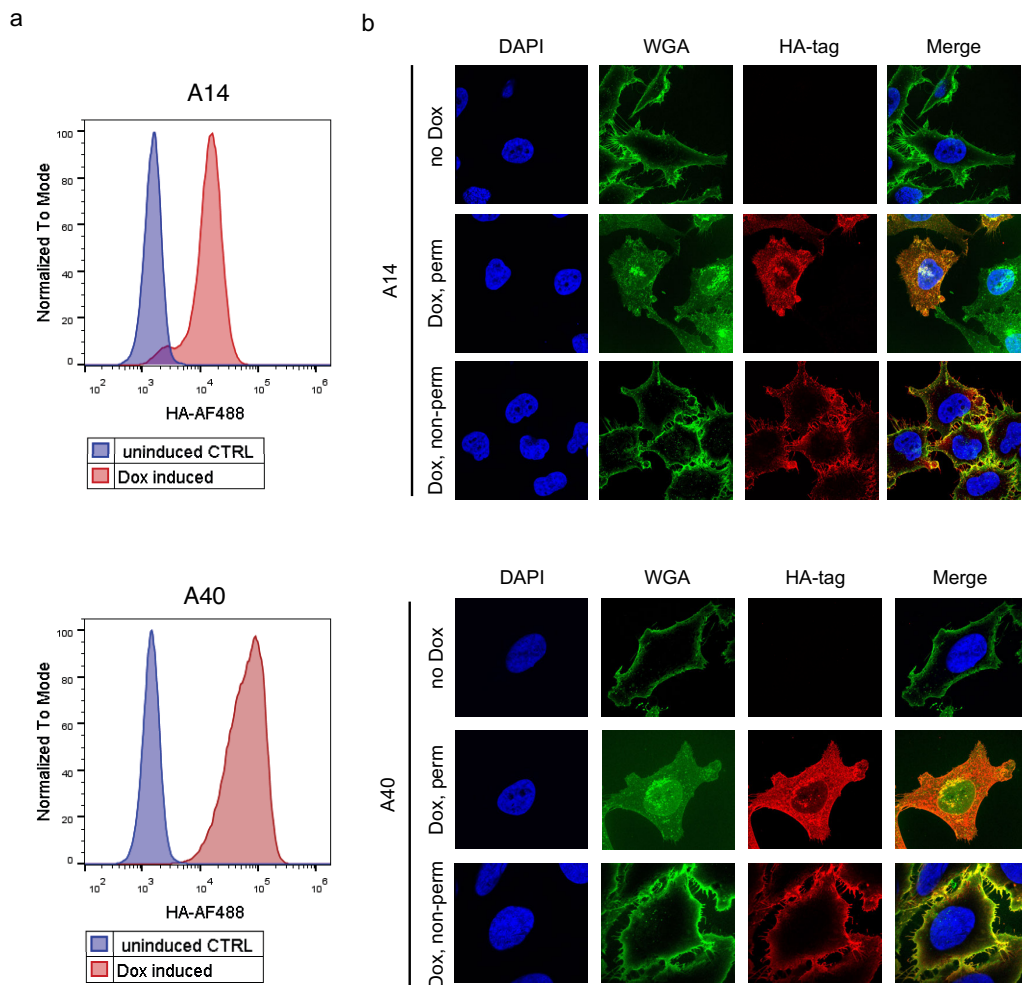 a
b
A14
Normalized To Mode
100
80
60
40
20
0
10^2 10^3 10^4 10^5 10^6
HA-AF488
uninduced CTRL
Dox induced
DAPI WGA HA-tag Merge
A14
no Dox
Dox, perm
Dox, non-perm
A40
Normalized To Mode
100
80
60
40
20
0
10^2 10^3 10^4 10^5 10^6
HA-AF488
uninduced CTRL
Dox induced
DAPI WGA HA-tag Merge
A40
no Dox
Dox, perm
Dox, non-perm